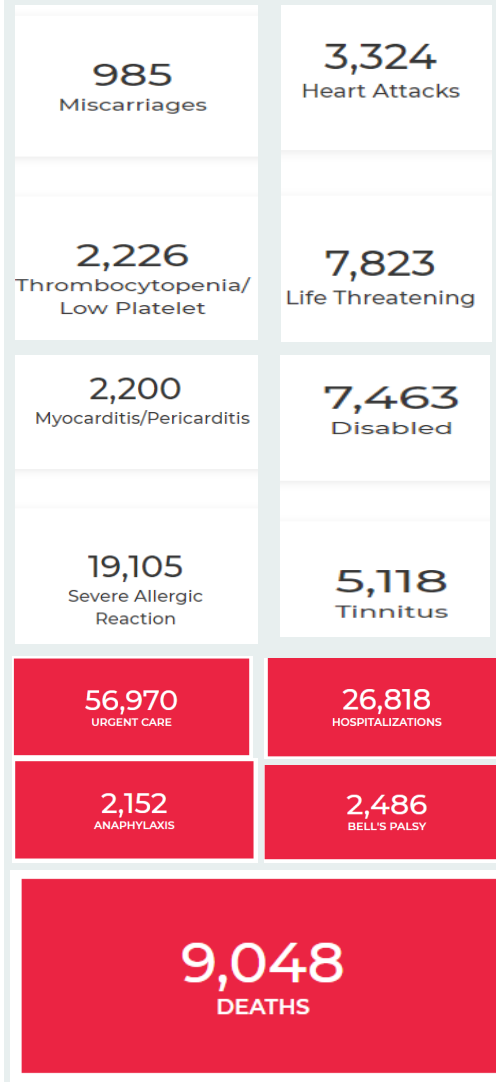 985
Miscarriages
3,324
Heart Attacks
2,226
Thrombocytopenia/
Low Platelet
7,823
Life Threatening
2,200
Myocarditis/Pericarditis
7,463
Disabled
19,105
Severe Allergic
Reaction
5,118
Tinnitus
56,970
URGENT CARE
26,818
HOSPITALIZATIONS
2,152
ANAPHYLAXIS
2,486
BELL'S PALSY
9,048
DEATHS